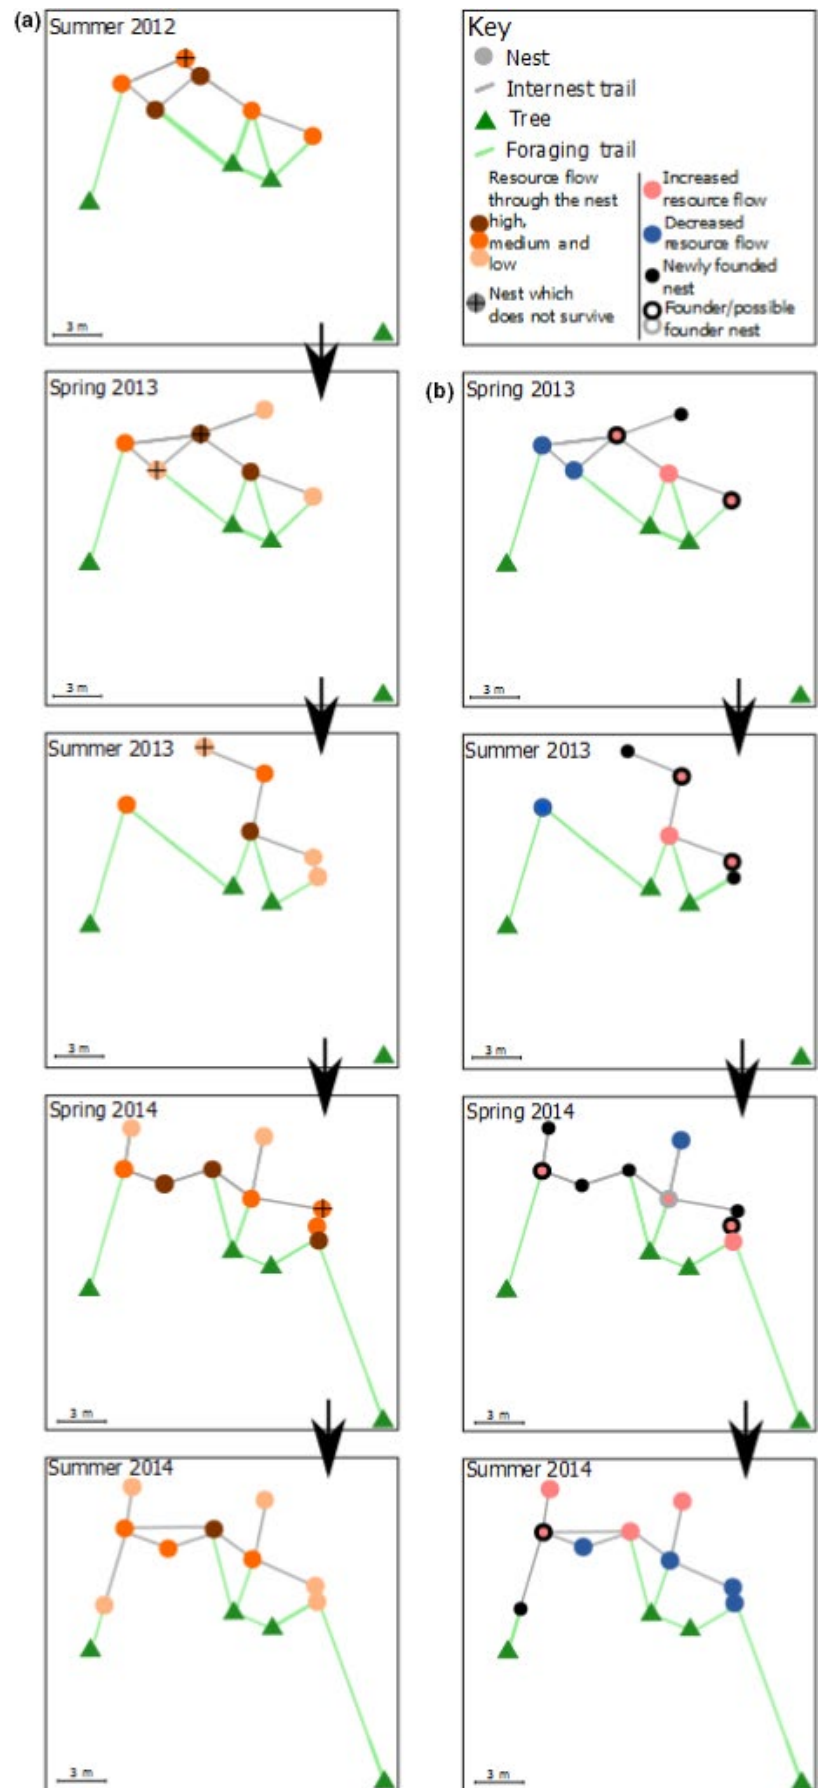 (a)
Summer 2012
3 m
Key
Nest
Internest trail
Tree
Foraging trail
Resource flow
through the nest
high,
medium and
low
Nest which
does not survive
Increased
resource flow
Decreased
resource flow
Newly founded
nest
Founder/possible
founder nest
Spring 2013
3 m
(b)
Spring 2013
3 m
Summer 2013
3 m
Summer 2013
3 m
Spring 2014
3 m
Spring 2014
3 m
Summer 2014
3 m
Summer 2014
3 m